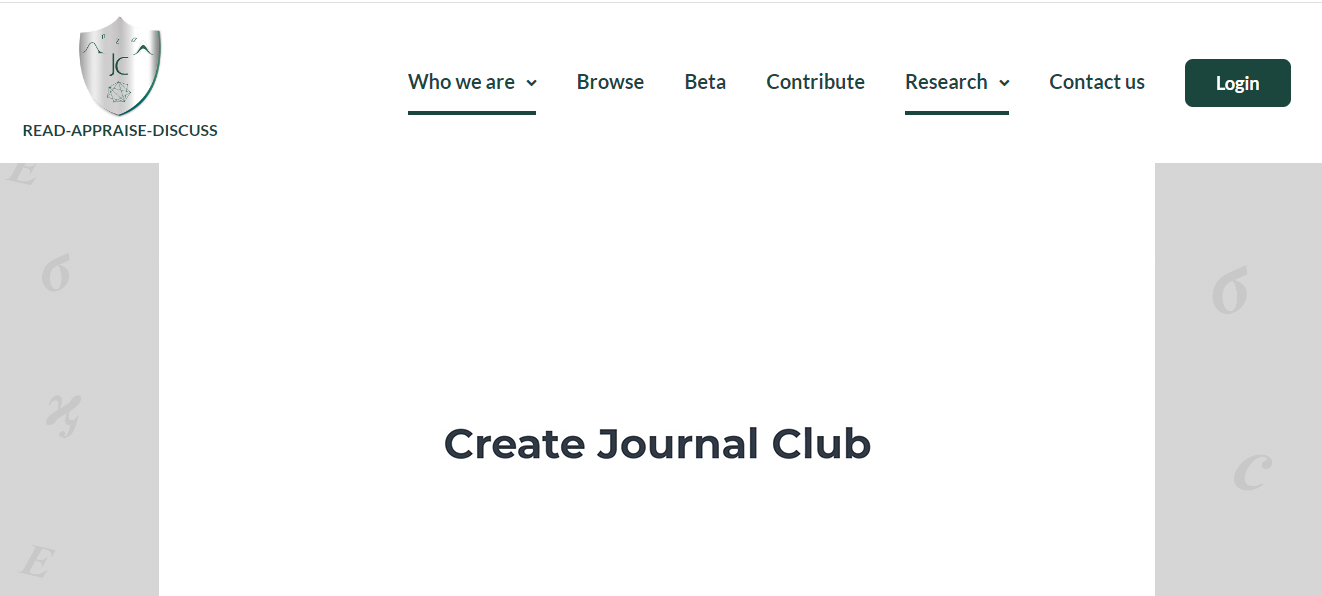 JC
READ-APPRAISE-DISCUSS
Who we are
Browse
Beta
Contribute
Research
Contact us
Login
Create Journal Club
E
σ
ϗ
E
σ
c